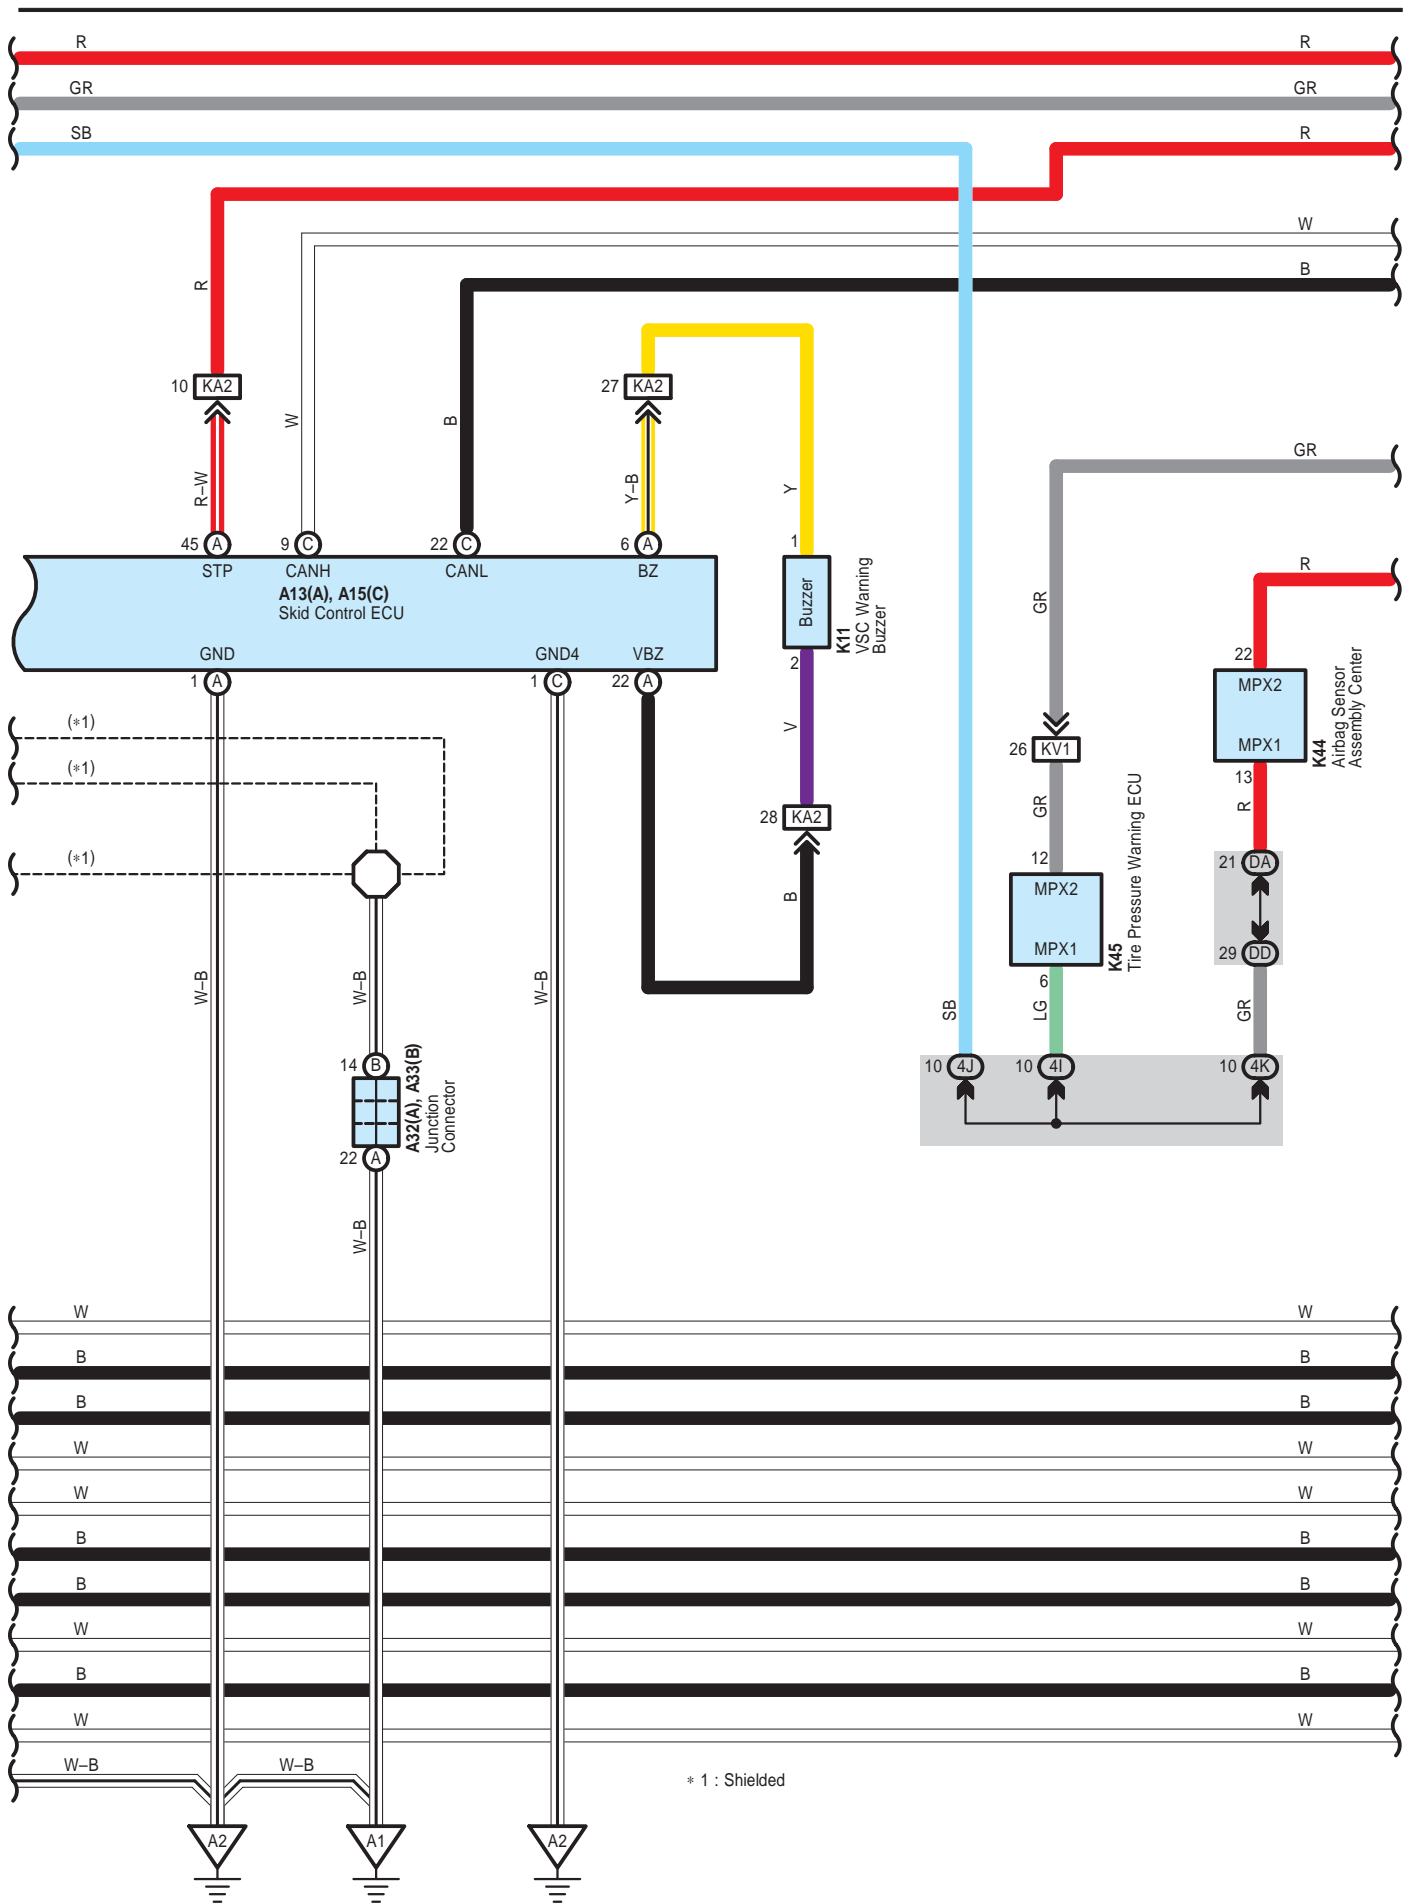 R R
GR GR
SB R
W
R B
10 KA2 27 KA2
W B
GR
R–W Y–B Y
45 A 9 C 22 C 6 A 1
STP CANH CANL BZ
A13(A), A15(C)
Skid Control ECU
Buzzer
K11
VSC Warning
Buzzer
R
GR
GND GND4 VBZ
1 A 1 C 22 A 2
22
MPX2
MPX1
K44
Airbag Sensor
Assembly Center
(∗1)
V
26 KV1
(∗1)
13
R
GR
28 KA2
(∗1)
12
21 DA
MPX2
MPX1
K45
Tire Pressure Warning ECU
B
29 DD
W–B W–B W–B
6
SB LG GR
14 B
10 4J 10 4I 10 4K
A32(A), A33(B)
Junction
Connector
22 A
W–B
W W
B B
B B
W W
W W
B B
B B
W W
B B
W W
W–B W–B
∗ 1 : Shielded
A2 A1 A2